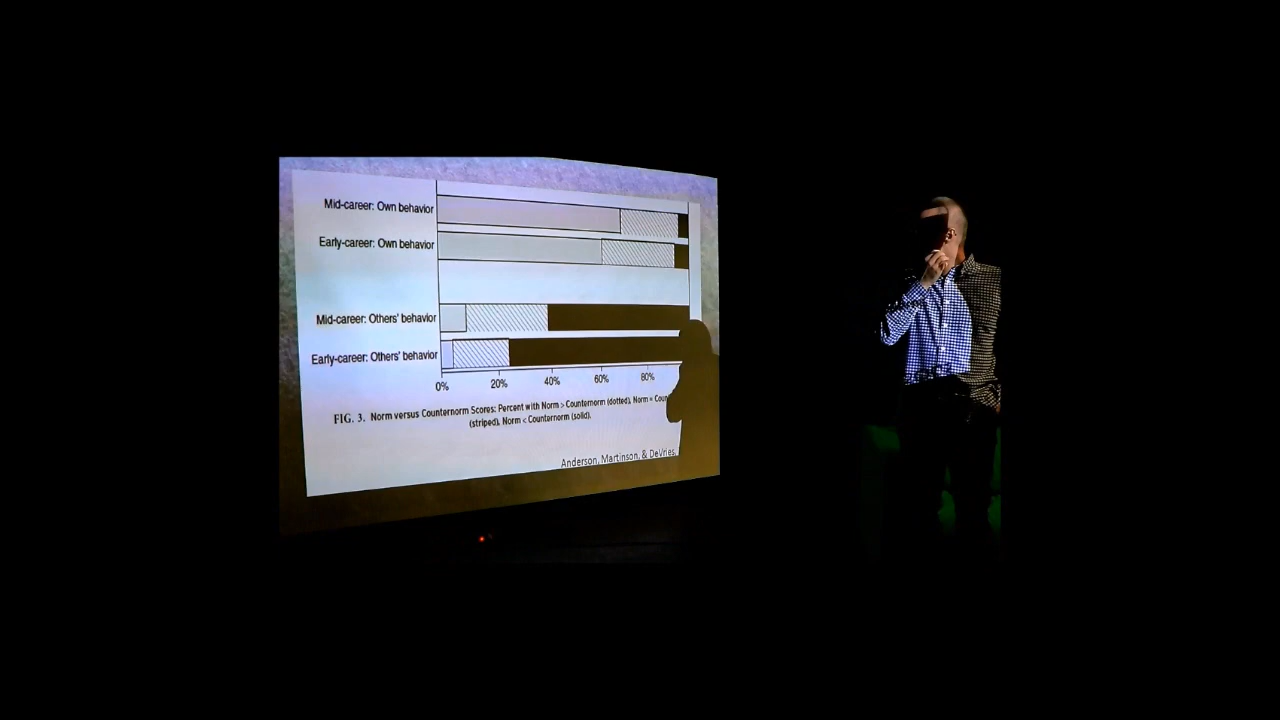 Mid-career: Own behavior
Early-career: Own behavior
Mid-career: Others' behavior
Early-career: Others' behavior
0% 20% 40% 60% 80%
FIG. 3. Norm versus Counternorm Scores: Percent with Norm > Counternorm (dotted), Norm = Coun
(striped), Norm < Counternorm (solid).
Anderson, Martinson, & DeVries,